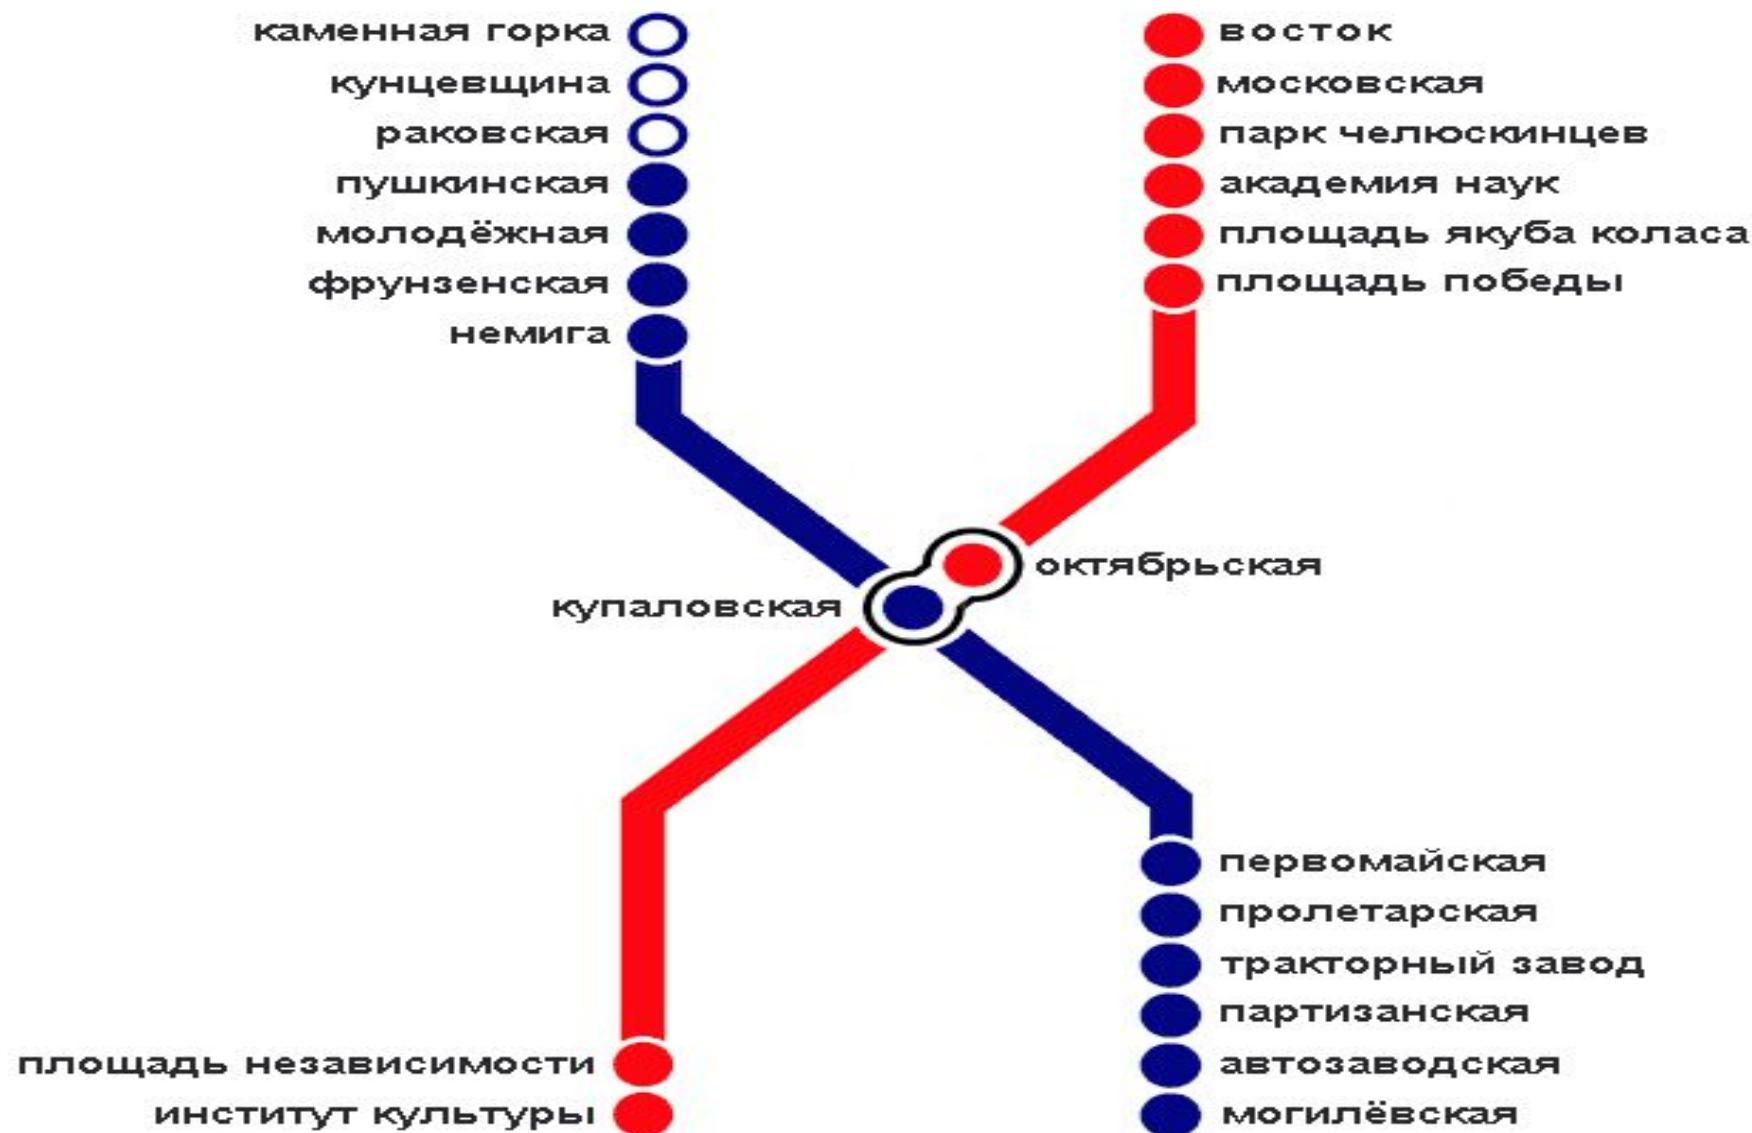 каменная горка
кунцевщина
раковская
пушкинская
молодёжная
фрунзенская
немига
восток
московская
парк челюскинцев
академия наук
площадь якуба коласа
площадь победы
октябрьская
купаловская
первомайская
пролетарская
тракторный завод
партизанская
автозаводская
могилёвская
площадь независимости
институт культуры